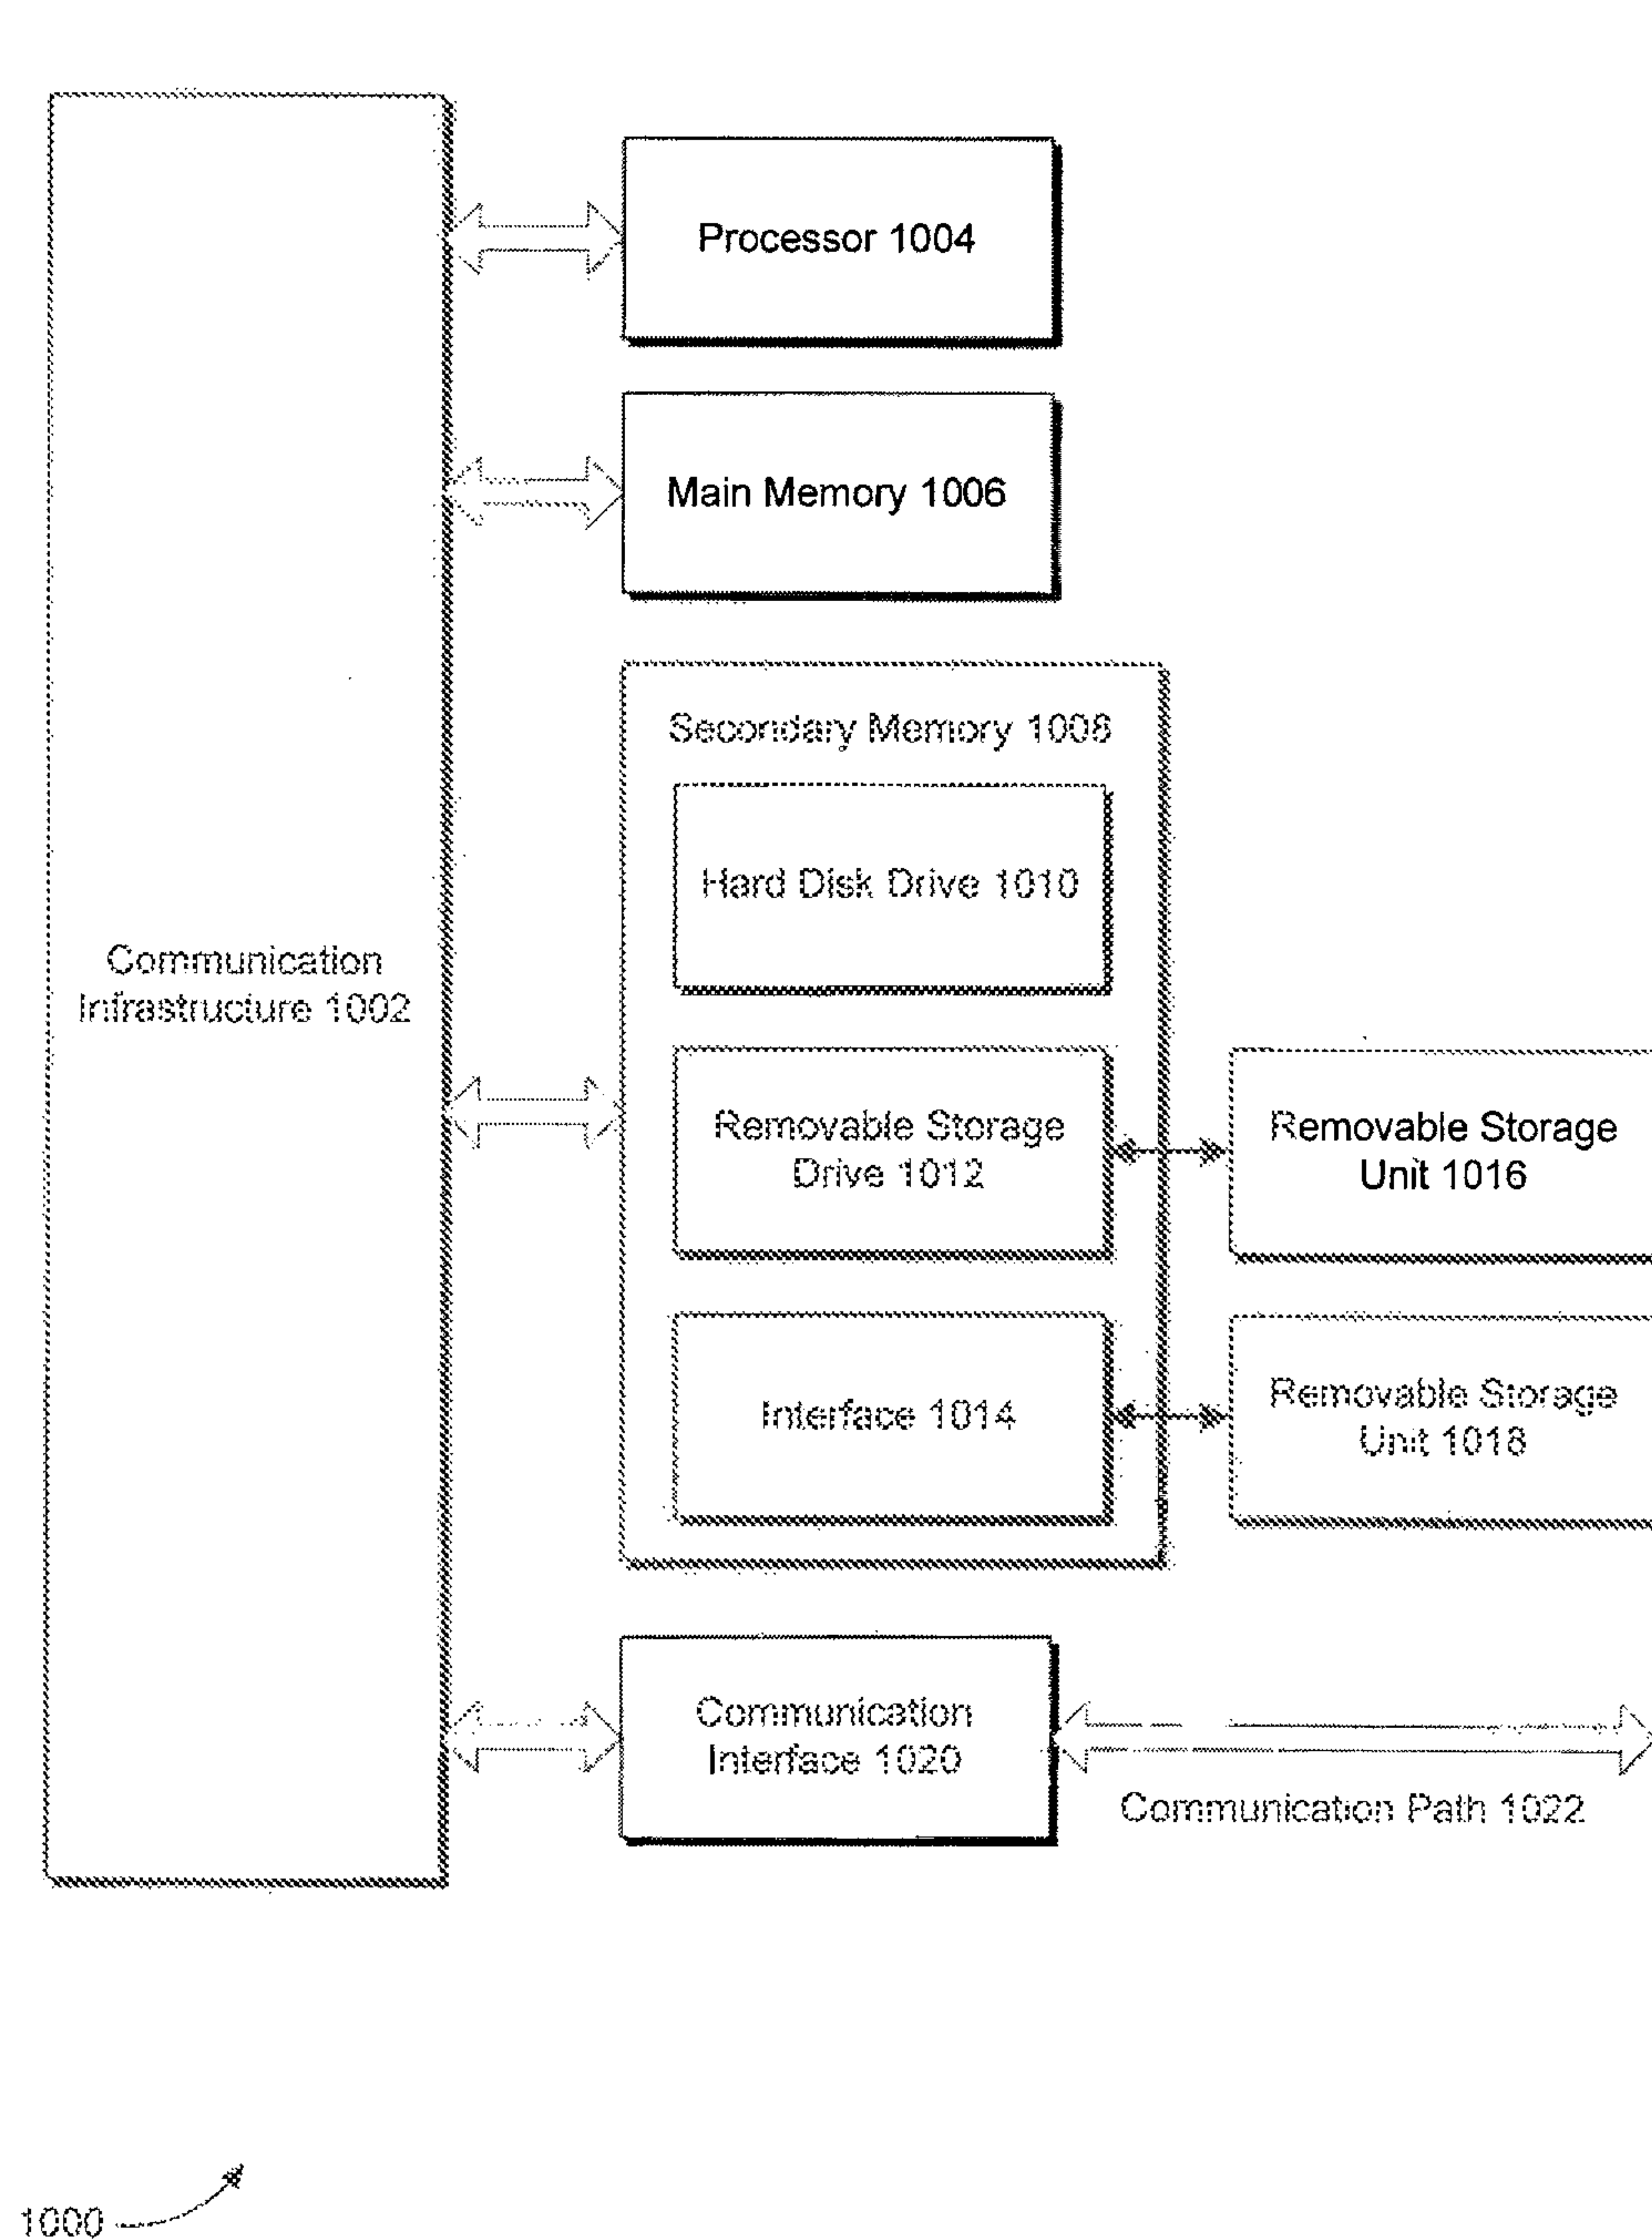 Processor 1004
Main Memory 1006
Secondary Memory 1008
Hard Disk Drive 1010
Communication
Infrastructure 1002
Removable Storage
Drive 1012
Removable Storage
Unit 1016
Interface 1014
Removable Storage
Unit 1018
Communication
Interface 1020
Communication Path 1022
1000